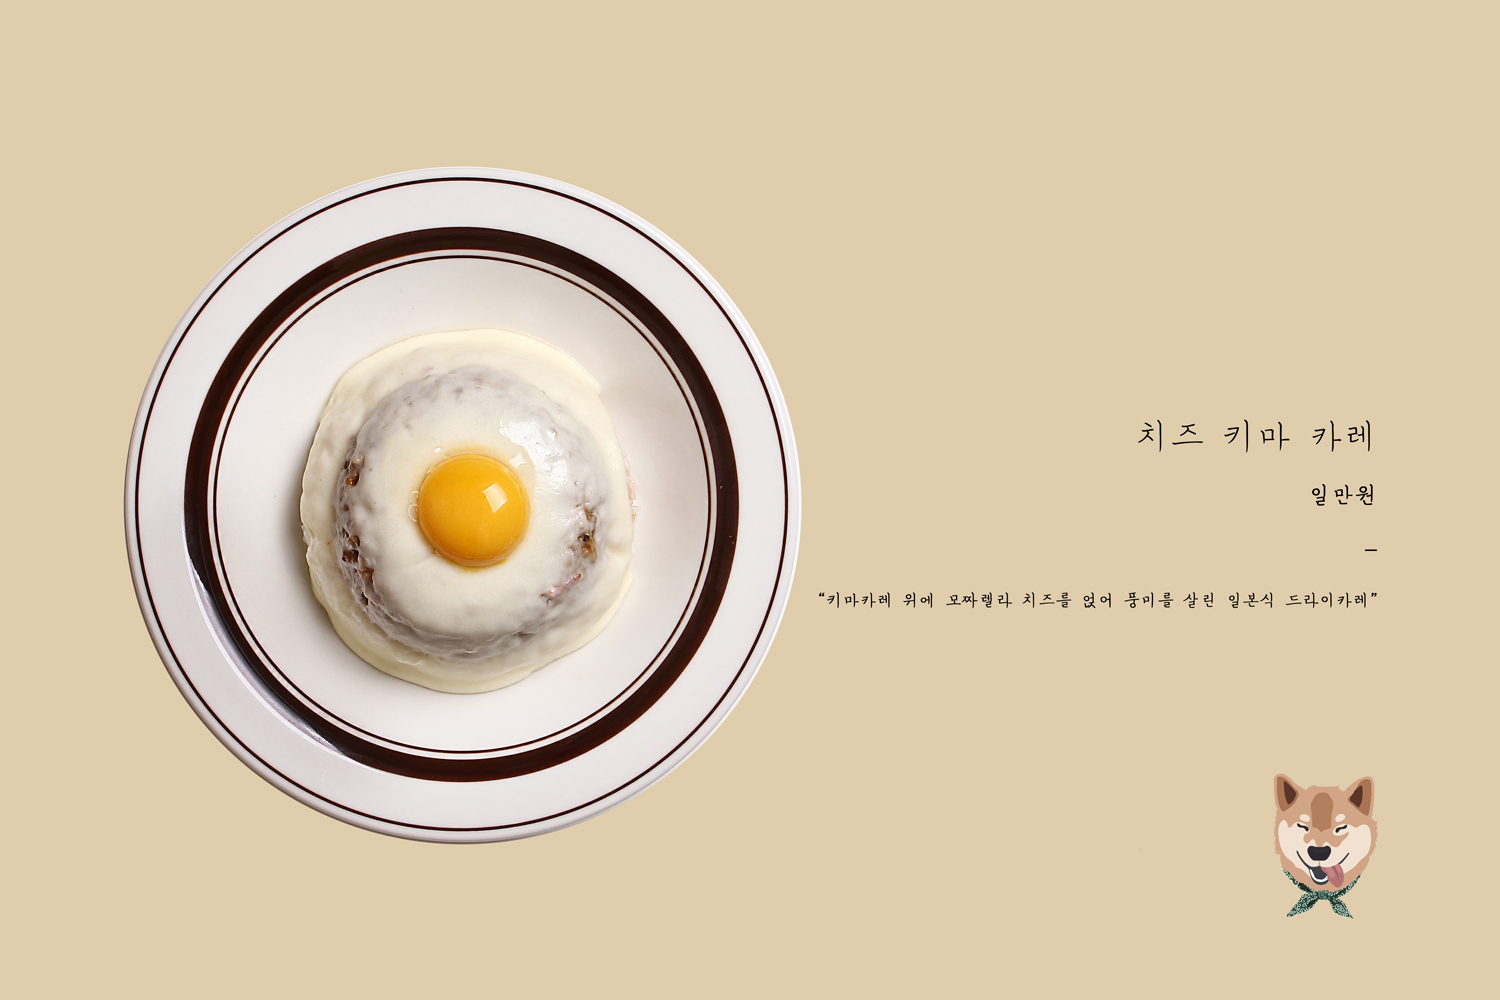 치즈 키마 카레
일만원
–
“키마카레 위에 모짜렐라 치즈를 얹어 풍미를 살린 일본식 드라이카레”